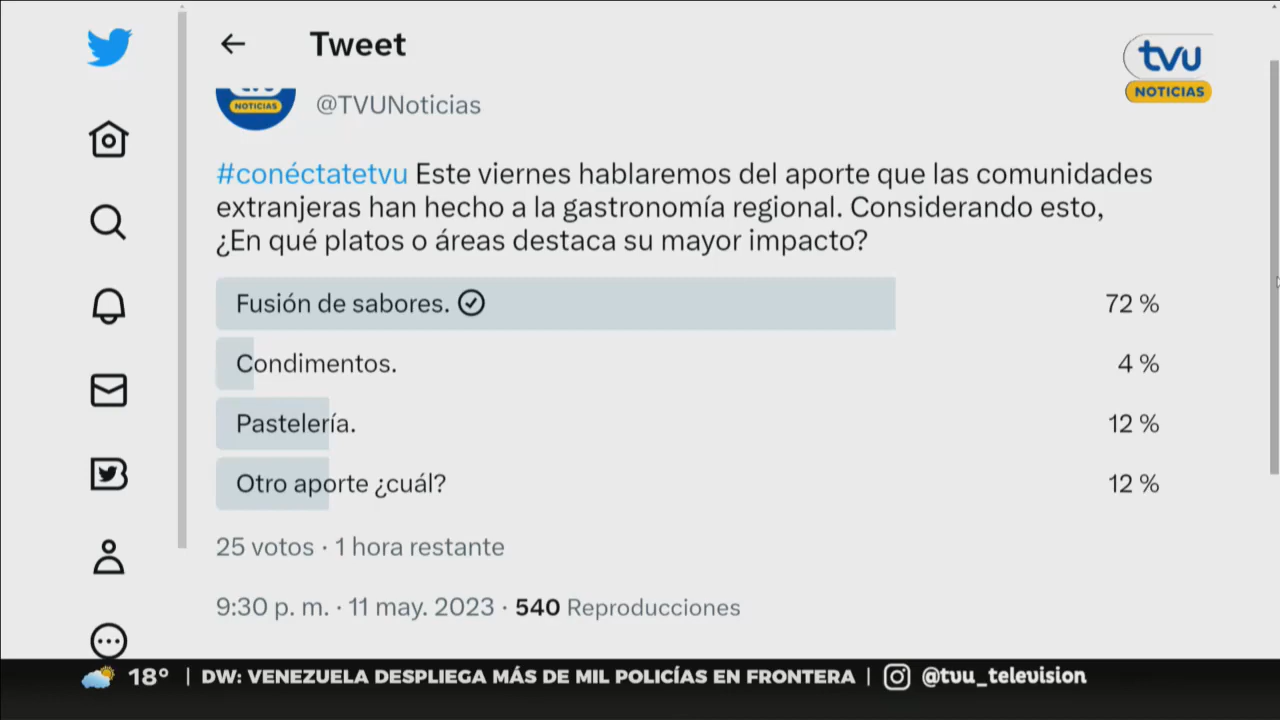 Tweet
tvu
NOTICIAS
NOTICIAS
@TVUNoticias
#conéctatetvu Este viernes hablaremos del aporte que las comunidades
extranjeras han hecho a la gastronomía regional. Considerando esto,
¿En qué platos o áreas destaca su mayor impacto?
Fusión de sabores. 72 %
Condimentos. 4 %
Pastelería. 12 %
Otro aporte ¿cuál? 12 %
25 votos · 1 hora restante
9:30 p. m. · 11 may. 2023 · 540 Reproducciones
18° | DW: VENEZUELA DESPLIEGA MÁS DE MIL POLICÍAS EN FRONTERA | @tvu_television